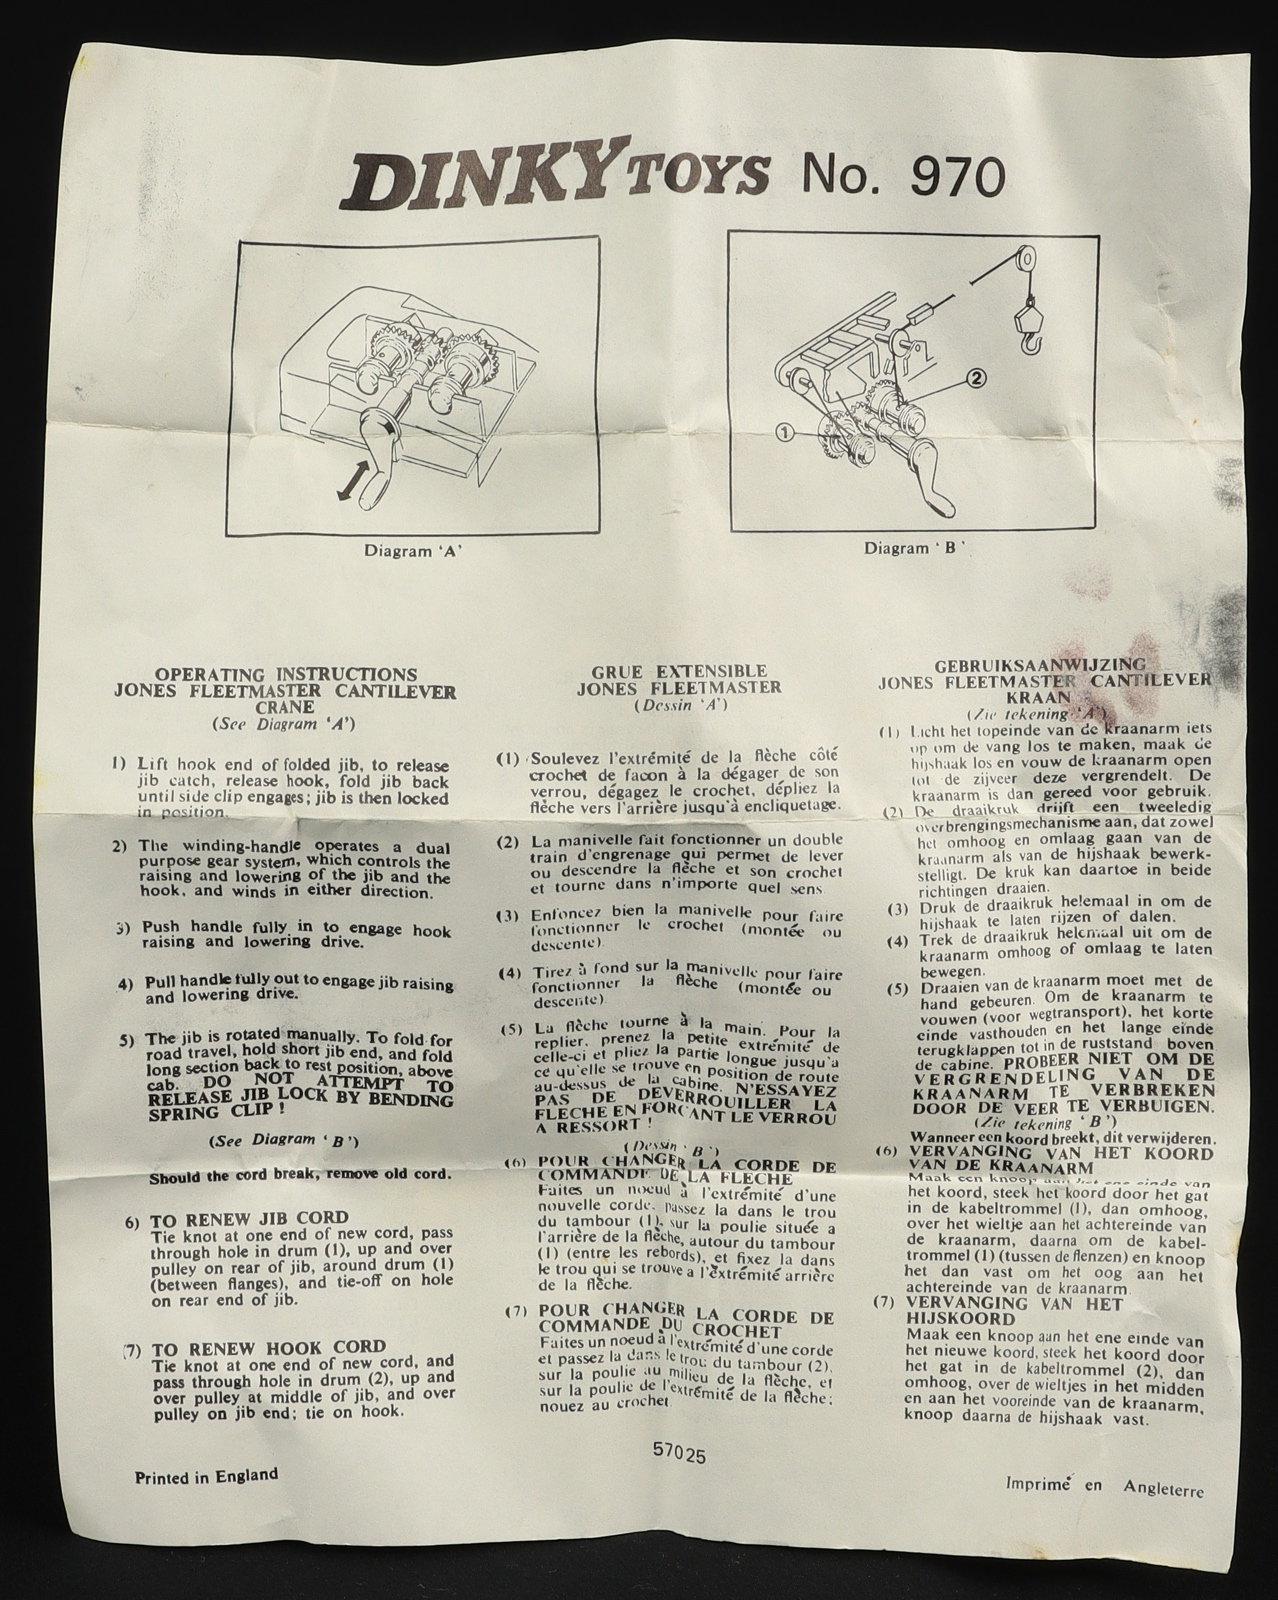 DINKY TOYS No. 970
1
2
Diagram 'A'
Diagram 'B'
OPERATING INSTRUCTIONS
JONES FLEETMASTER CANTILEVER
CRANE
(See Diagram 'A')
1) Lift hook end of folded jib, to release
jib catch, release hook, fold jib back
until side clip engages; jib is then locked
in position.
2) The winding-handle operates a dual
purpose gear system, which controls the
raising and lowering of the jib and the
hook, and winds in either direction.
3) Push handle fully in to engage hook
raising and lowering drive.
4) Pull handle fully out to engage jib raising
and lowering drive.
5) The jib is rotated manually. To fold for
road travel, hold short jib end, and fold
long section back to rest position, above
cab. DO NOT ATTEMPT TO
RELEASE JIB LOCK BY BENDING
SPRING CLIP !
(See Diagram 'B')
Should the cord break, remove old cord.
6) TO RENEW JIB CORD
Tie knot at one end of new cord, pass
through hole in drum (1), up and over
pulley on rear of jib, around drum (1)
(between flanges), and tie-off on hole
on rear end of jib.
(7) TO RENEW HOOK CORD
Tie knot at one end of new cord, and
pass through hole in drum (2), up and
over pulley at middle of jib, and over
pulley on jib end; tie on hook.
Printed in England
GRUE EXTENSIBLE
JONES FLEETMASTER
(Dessin 'A')
(1) Soulevez l'extrémité de la flèche côté
crochet de facon à la dégager de son
verrou, dégagez le crochet, dépliez la
flèche vers l'arrière jusqu'à encliquetage.
(2) La manivelle fait fonctionner un double
train d'engrenage qui permet de lever
ou descendre la flèche et son crochet
et tourne dans n'importe quel sens.
(3) Enfoncez bien la manivelle pour faire
fonctionner le crochet (montée ou
descente).
(4) Tirez à fond sur la manivelle pour faire
fonctionner la flèche (montée ou
descente).
(5) La flèche tourne à la main. Pour la
replier, prenez la petite extrémité de
celle-ci et pliez la partie longue jusqu'a
ce qu'elle se trouve en position de route
au-dessus de la cabine. N'ESSAYEZ
PAS DE DEVERROUILLER LA
FLECHE EN FORÇANT LE VERROU
A RESSORT !
(Dessin 'B')
(6) POUR CHANGER LA CORDE DE
COMMANDE DE LA FLECHE
Faites un noeud à l'extrémité d'une
nouvelle corde, passez la dans le trou
du tambour (1), sur la poulie située a
l'arrière de la flèche, autour du tambour
(1) (entre les rebords), et fixez la dans
le trou qui se trouve a l'extrémité arrière
de la flèche.
(7) POUR CHANGER LA CORDE DE
COMMANDE DU CROCHET
Faites un noeud à l'extrémité d'une corde
et passez la dans le trou du tambour (2),
sur la poulie au milieu de la flèche, et
sur la poulie de l'extrémité de la flèche;
nouez au crochet.
57025
GEBRUIKSAANWIJZING
JONES FLEETMASTER CANTILEVER
KRAAN
(Zie tekening 'A')
(1) Licht het topeinde van de kraanarm iets
op om de vang los te maken, maak de
hijshaak los en vouw de kraanarm open
tot de zijveer deze vergrendelt. De
kraanarm is dan gereed voor gebruik.
(2) De draaikruk drijft een tweeledig
overbrengingsmechanisme aan, dat zowel
het omhoog en omlaag gaan van de
kraanarm als van de hijshaak bewerk-
stelligt. De kruk kan daartoe in beide
richtingen draaien.
(3) Druk de draaikruk helemaal in om de
hijshaak te laten rijzen of dalen.
(4) Trek de draaikruk helemaal uit om de
kraanarm omhoog of omlaag te laten
bewegen.
(5) Draaien van de kraanarm moet met de
hand gebeuren. Om de kraanarm te
vouwen (voor wegtransport), het korte
einde vasthouden en het lange einde
terugklappen tot in de ruststand boven
de cabine. PROBEER NIET OM DE
VERGRENDELING VAN DE
KRAANARM TE VERBREKEN
DOOR DE VEER TE VERBUIGEN.
(Zie tekening 'B')
Wanneer een koord breekt, dit verwijderen.
(6) VERVANGING VAN HET KOORD
VAN DE KRAANARM
Maak een knoop aan het ene einde van
het koord, steek het koord door het gat
in de kabeltrommel (1), dan omhoog,
over het wieltje aan het achtereinde van
de kraanarm, daarna om de kabel-
trommel (1) (tussen de flenzen) en knoop
het dan vast om het oog aan het
achtereinde van de kraanarm.
(7) VERVANGING VAN HET
HIJSKOORD
Maak een knoop aan het ene einde van
het nieuwe koord, steek het koord door
het gat in de kabeltrommel (2), dan
omhoog, over de wieltjes in het midden
en aan het vooreinde van de kraanarm,
knoop daarna de hijshaak vast.
Imprimé en Angleterre